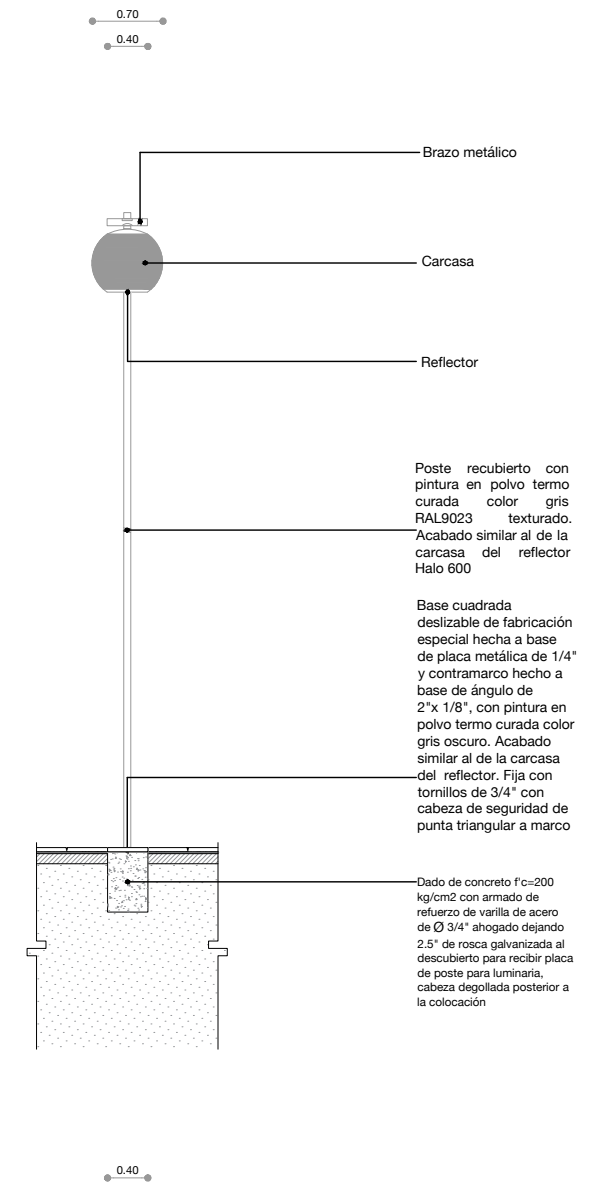 0.70
0.40
Brazo metálico
Carcasa
Reflector
Poste recubierto con
pintura en polvo termo
curada color gris
RAL9023 texturado.
Acabado similar al de la
carcasa del reflector
Halo 600
Base cuadrada
deslizable de fabricación
especial hecha a base
de placa metálica de 1/4"
y contramarco hecho a
base de ángulo de
2"x 1/8", con pintura en
polvo termo curada color
gris oscuro. Acabado
similar al de la carcasa
del reflector. Fija con
tornillos de 3/4" con
cabeza de seguridad de
punta triangular a marco
Dado de concreto f'c=200
kg/cm2 con armado de
refuerzo de varilla de acero
de Ø 3/4" ahogado dejando
2.5" de rosca galvanizada al
descubierto para recibir placa
de poste para luminaria,
cabeza degollada posterior a
la colocación
0.40